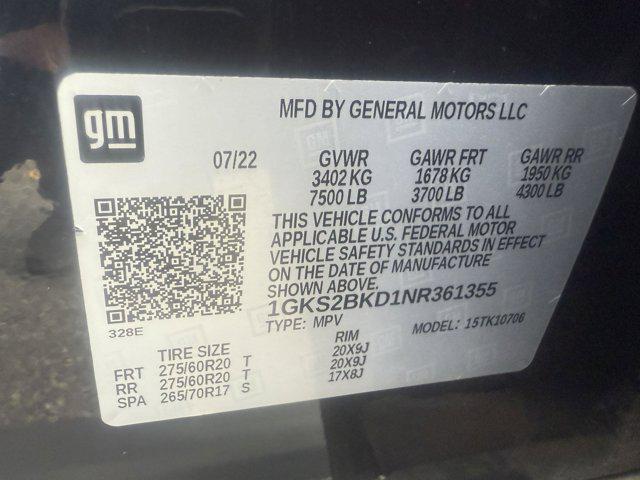 gm
MFD BY GENERAL MOTORS LLC
07/22 GVWR GAWR FRT GAWR RR
3402 KG 1678 KG 1950 KG
7500 LB 3700 LB 4300 LB
THIS VEHICLE CONFORMS TO ALL
APPLICABLE U.S. FEDERAL MOTOR
VEHICLE SAFETY STANDARDS IN EFFECT
ON THE DATE OF MANUFACTURE
SHOWN ABOVE.
1GKS2BKD1NR361355
328E
TYPE: MPV MODEL: 15TK10706
TIRE SIZE RIM
FRT 275/60R20 T 20X9J
RR 275/60R20 T 20X9J
SPA 265/70R17 S 17X8J